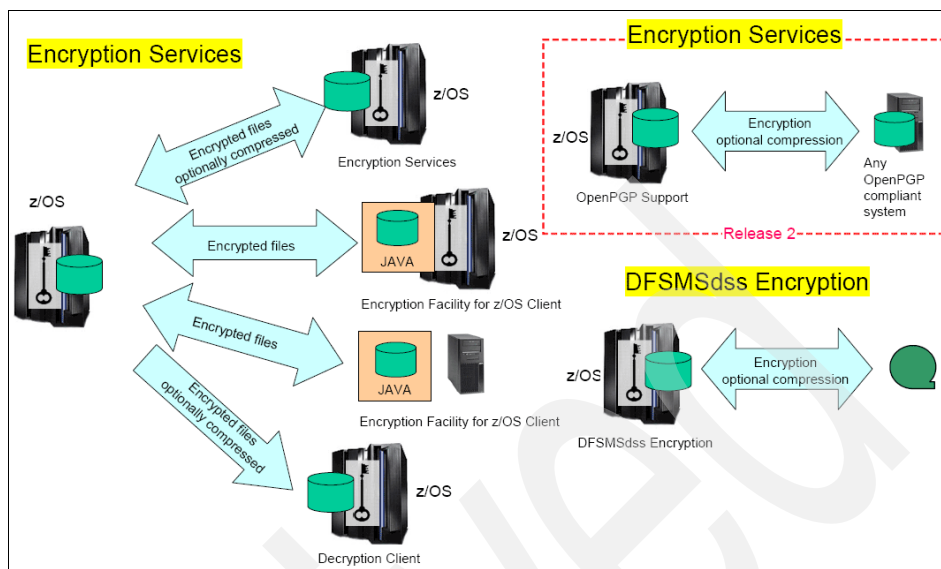 Encryption Services
z/OS
Encrypted files
optionally compressed
z/OS
Encryption Services
Encrypted files
JAVA
z/OS
Encryption Facility for z/OS Client
Encrypted files
JAVA
Encryption Facility for z/OS Client
Encrypted files
optionally compressed
z/OS
Decryption Client
Encryption Services
z/OS
OpenPGP Support
Encryption
optional compression
Any
OpenPGP
compliant
system
Release 2
DFSMSdss Encryption
z/OS
DFSMSdss Encryption
Encryption
optional compression